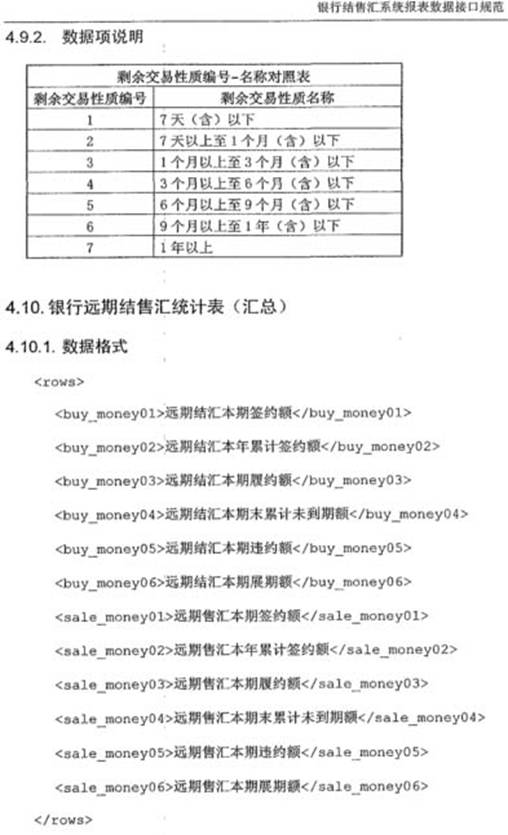 银行结售汇系统报表数据接口规范
4.9.2. 数据项说明
剩余交易性质编号-名称对照表
剩余交易性质编号 剩余交易性质名称
1 7天（含）以下
2 7天以上至1个月（含）以下
3 1个月以上至3个月（含）以下
4 3个月以上至6个月（含）以下
5 6个月以上至9个月（含）以下
6 9个月以上至1年（含）以下
7 1年以上
4.10. 银行远期结售汇统计表（汇总）
4.10.1. 数据格式
<rows>
<buy_money01>远期结汇本期签约额</buy_money01>
<buy_money02>远期结汇本年累计签约额</buy_money02>
<buy_money03>远期结汇本期履约额</buy_money03>
<buy_money04>远期结汇本期末累计未到期额</buy_money04>
<buy_money05>远期结汇本期违约额</buy_money05>
<buy_money06>远期结汇本期展期额</buy_money06>
<sale_money01>远期售汇本期签约额</sale_money01>
<sale_money02>远期售汇本年累计签约额</sale_money02>
<sale_money03>远期售汇本期履约额</sale_money03>
<sale_money04>远期售汇本期末累计未到期额</sale_money04>
<sale_money05>远期售汇本期违约额</sale_money05>
<sale_money06>远期售汇本期展期额</sale_money06>
</rows>